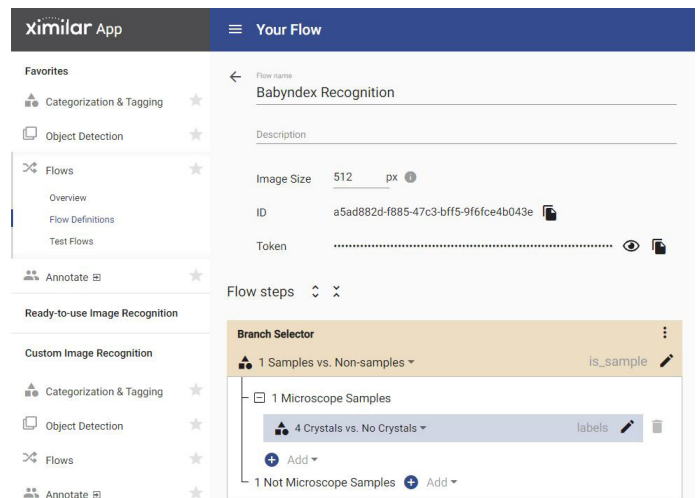 ximilar App
Your Flow
Favorites
Categorization & Tagging
Object Detection
Flows
Overview
Flow Definitions
Test Flows
Annotate
Ready-to-use Image Recognition
Custom Image Recognition
Categorization & Tagging
Object Detection
Flows
Annotate
Flow name
Babyndex Recognition
Description
Image Size 512 px
ID a5ad882d-f885-47c3-bff5-9f6fce4b043e
Token
Flow steps
Branch Selector
1 Samples vs. Non-samples is_sample
1 Microscope Samples
4 Crystals vs. No Crystals labels
Add
1 Not Microscope Samples Add